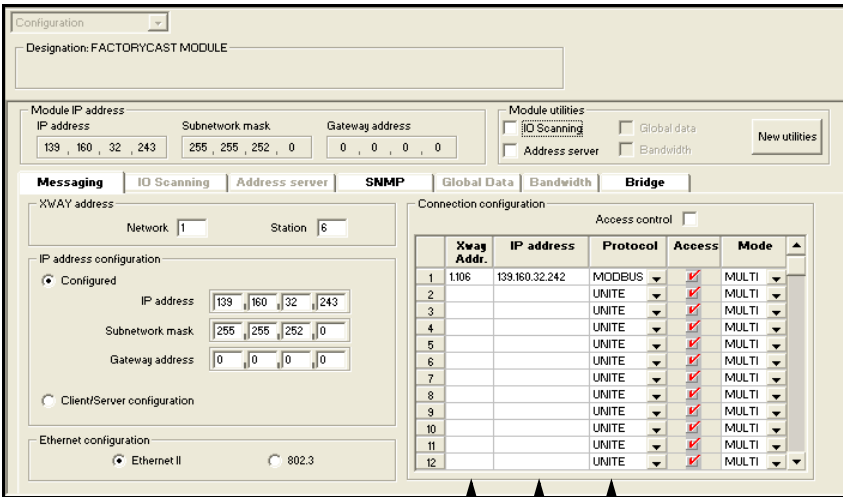 Configuration
Designation: FACTORYCAST MODULE
Module IP address
IP address Subnetwork mask Gateway address
139 , 160 , 32 , 243 255 , 255 , 252 , 0 0 , 0 , 0 , 0
Module utilities
IO Scanning Global data
Address server Bandwidth
New utilities
Messaging IO Scanning Address server SNMP Global Data Bandwidth Bridge
XWAY address
Network 1 Station 6
IP address configuration
Configured
IP address 139 , 160 , 32 , 243
Subnetwork mask 255 , 255 , 252 , 0
Gateway address 0 , 0 , 0 , 0
Client/Server configuration
Ethernet configuration
Ethernet II 802.3
Connection configuration
Access control
Xway Addr. IP address Protocol Access Mode
1 1.106 139.160.32.242 MODBUS MULTI
2 UNITE MULTI
3 UNITE MULTI
4 UNITE MULTI
5 UNITE MULTI
6 UNITE MULTI
7 UNITE MULTI
8 UNITE MULTI
9 UNITE MULTI
10 UNITE MULTI
11 UNITE MULTI
12 UNITE MULTI